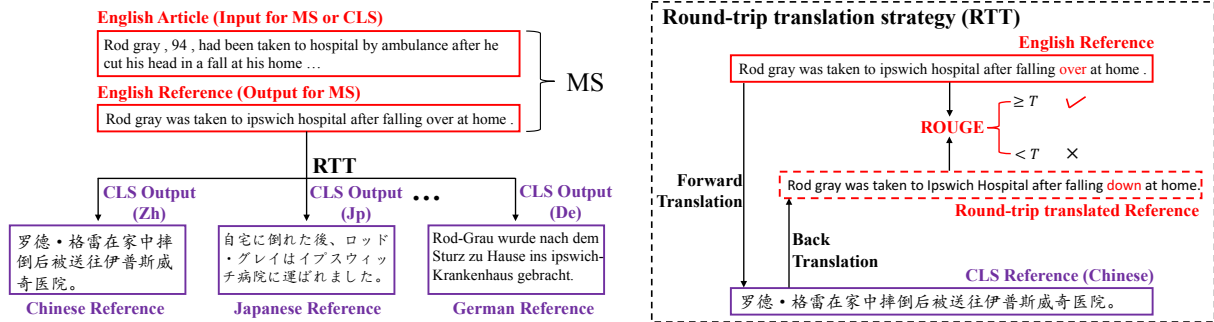 English Article (Input for MS or CLS)
Rod gray , 94 , had been taken to hospital by ambulance after he
cut his head in a fall at his home …
English Reference (Output for MS)
Rod gray was taken to ipswich hospital after falling over at home .
MS
RTT
CLS Output
(Zh)
CLS Output
(Jp)
...
CLS Output
(De)
罗德·格雷在家中摔
倒后被送往伊普斯威
奇医院。
自宅に倒れた後、ロッド
・グレイはイプスウィッ
チ病院に運ばれました。
Rod-Grau wurde nach dem
Sturz zu Hause ins ipswich-
Krankenhaus gebracht.
Chinese Reference
Japanese Reference
German Reference
Round-trip translation strategy (RTT)
English Reference
Rod gray was taken to ipswich hospital after falling over at home .
ROUGE
≥ T ✓
< T ×
Forward
Translation
Rod gray was taken to Ipswich Hospital after falling down at home.
Round-trip translated Reference
Back
Translation
CLS Reference (Chinese)
罗德·格雷在家中摔倒后被送往伊普斯威奇医院。